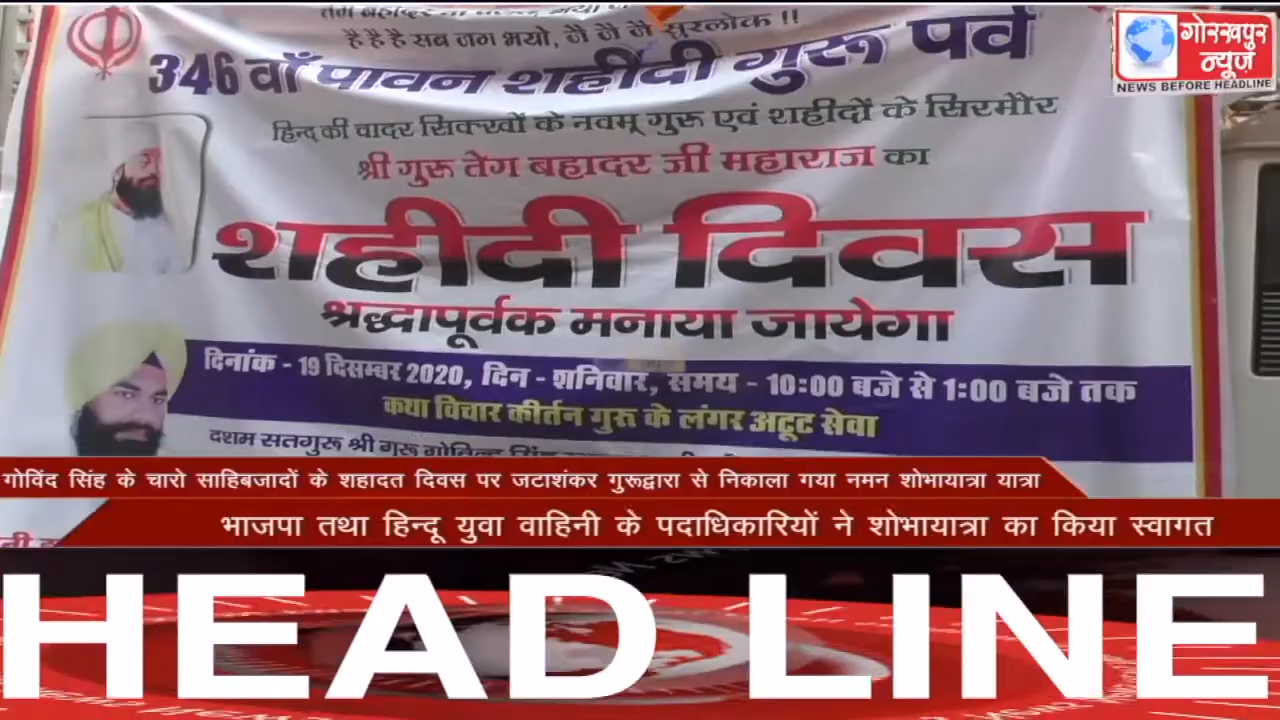 है है है सब जग भयो, जै जै जै सुरलोक !!
346 वाँ पावन शहीदी गुरू पर्व
हिन्द की चादर सिक्खों के नवम् गुरू एवं शहीदों के सिरमौर
श्री गुरू तेग बहादर जी महाराज का
शहीदी दिवस
श्रद्धापूर्वक मनाया जायेगा
दिनांक - 19 दिसम्बर 2020, दिन - शनिवार, समय - 10:00 बजे से 1:00 बजे तक
कथा विचार कीर्तन गुरू के लंगर अटूट सेवा
दशम सतगुरू श्री गुरू
गोरखपुर
न्यूज़
NEWS BEFORE HEADLINE
गोविंद सिंह के चारो साहिबजादों के शहादत दिवस पर जटाशंकर गुरूद्वारा से निकाला गया नमन शोभायात्रा यात्रा
भाजपा तथा हिन्दू युवा वाहिनी के पदाधिकारियों ने शोभायात्रा का किया स्वागत
HEAD LINE